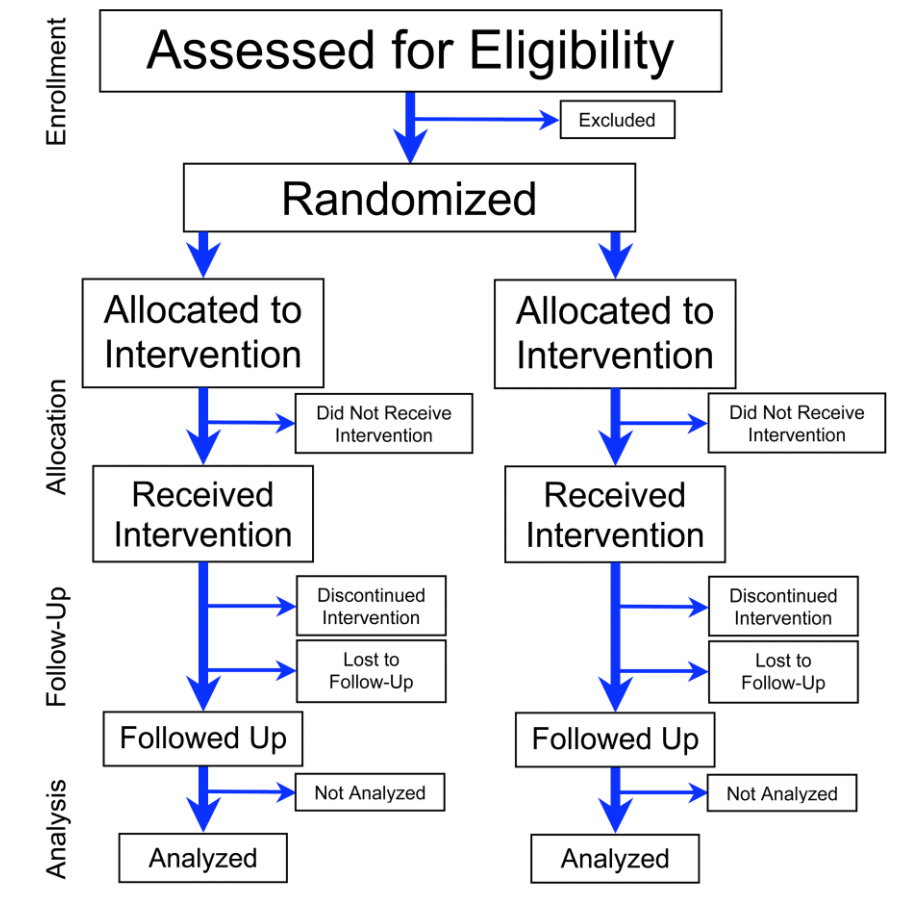 Enrollment
Assessed for Eligibility
Excluded
Randomized
Allocated to
Intervention
Allocated to
Intervention
Allocation
Did Not Receive
Intervention
Did Not Receive
Intervention
Received
Intervention
Received
Intervention
Follow-Up
Discontinued
Intervention
Discontinued
Intervention
Lost to
Follow-Up
Lost to
Follow-Up
Followed Up
Followed Up
Analysis
Not Analyzed
Not Analyzed
Analyzed
Analyzed